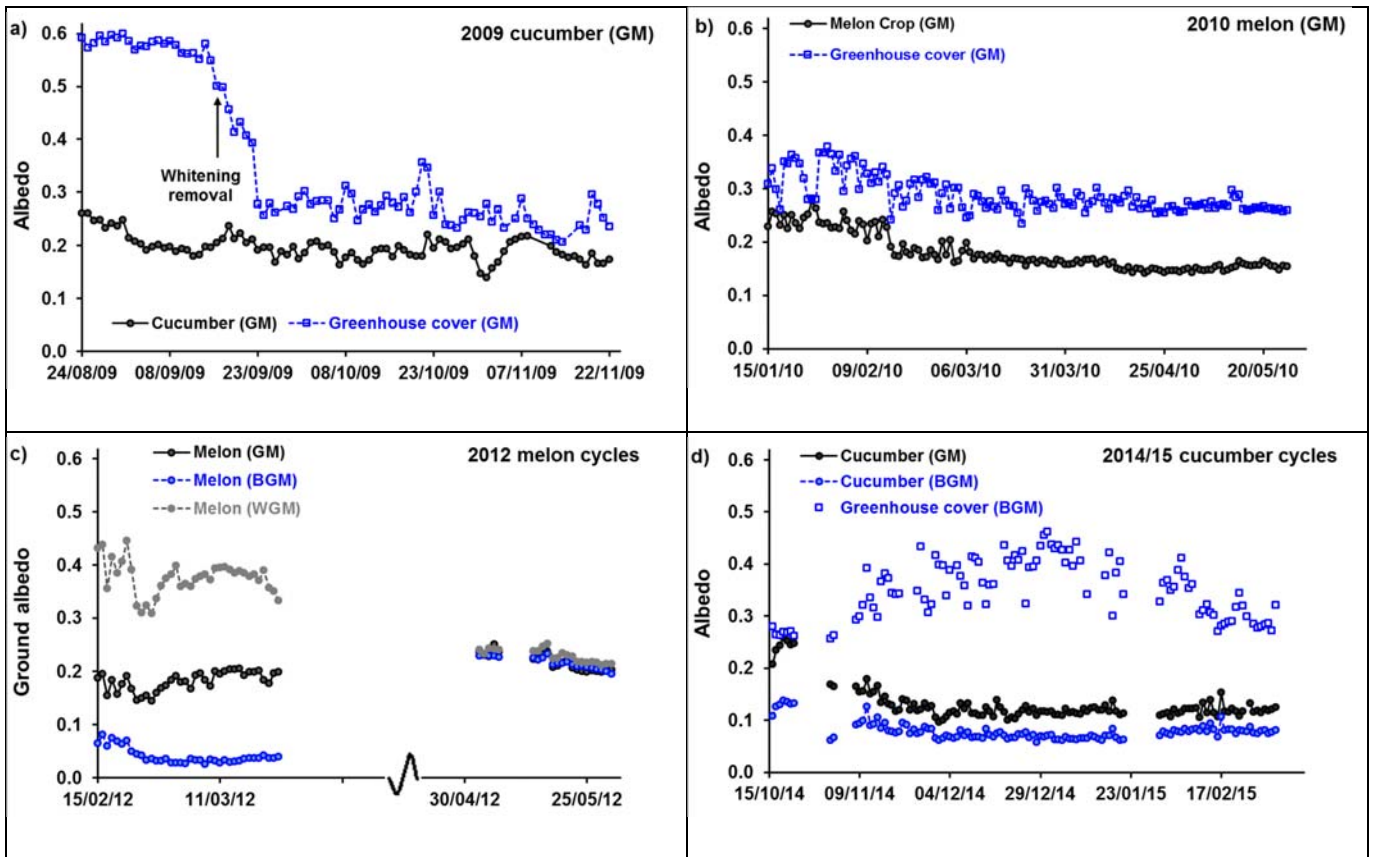 a)
2009 cucumber (GM)
0.6
0.5
0.4
0.3
0.2
0.1
0.0
Albedo
Whitening
removal
Cucumber (GM) Greenhouse cover (GM)
24/08/09 08/09/09 23/09/09 08/10/09 23/10/09 07/11/09 22/11/09
b)
2010 melon (GM)
Melon Crop (GM)
Greenhouse cover (GM)
0.6
0.5
0.4
0.3
0.2
0.1
0.0
Albedo
15/01/10 09/02/10 06/03/10 31/03/10 25/04/10 20/05/10
c)
2012 melon cycles
Melon (GM)
Melon (BGM)
Melon (WGM)
0.6
0.5
0.4
0.3
0.2
0.1
0.0
Ground albedo
15/02/12 11/03/12 30/04/12 25/05/12
d)
2014/15 cucumber cycles
Cucumber (GM)
Cucumber (BGM)
Greenhouse cover (BGM)
0.6
0.5
0.4
0.3
0.2
0.1
0.0
Albedo
15/10/14 09/11/14 04/12/14 29/12/14 23/01/15 17/02/15